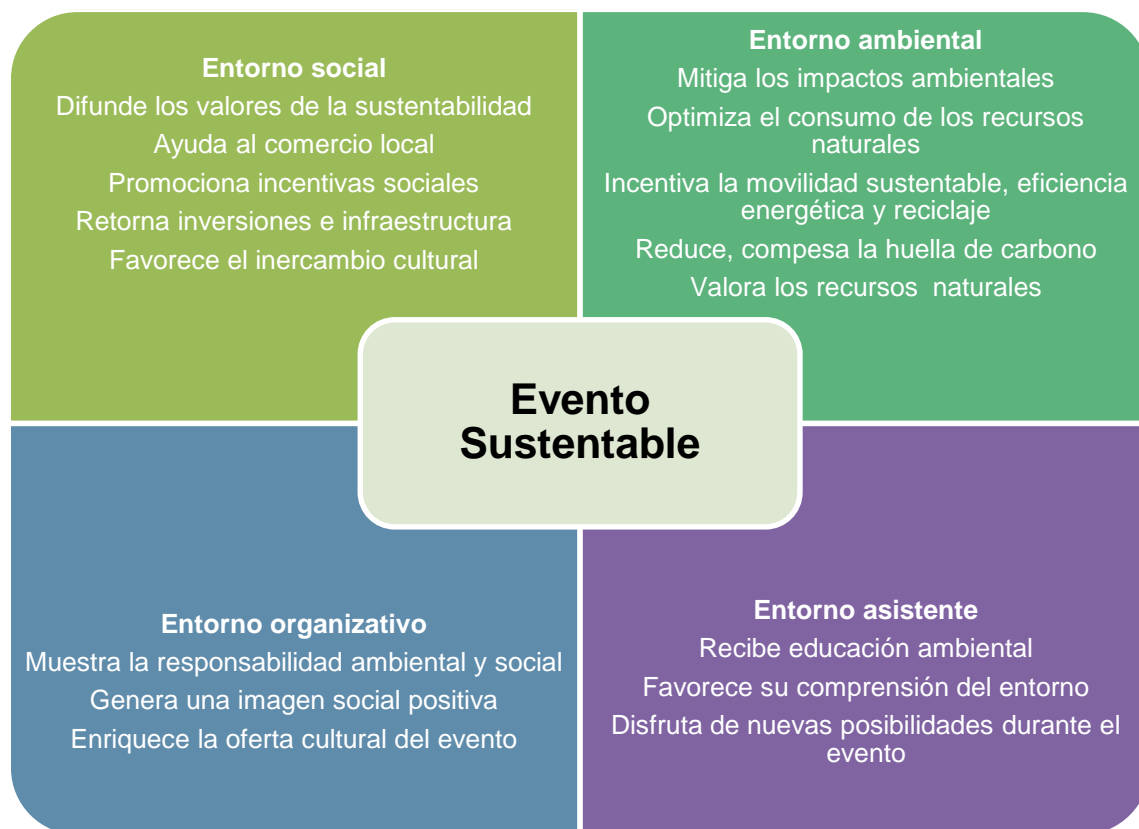 Entorno social
Difunde los valores de la sustentabilidad
Ayuda al comercio local
Promociona incentivas sociales
Retorna inversiones e infraestructura
Favorece el inercambio cultural
Entorno ambiental
Mitiga los impactos ambientales
Optimiza el consumo de los recursos
naturales
Incentiva la movilidad sustentable, eficiencia
energética y reciclaje
Reduce, compesa la huella de carbono
Valora los recursos naturales
Evento
Sustentable
Entorno organizativo
Muestra la responsabilidad ambiental y social
Genera una imagen social positiva
Enriquece la oferta cultural del evento
Entorno asistente
Recibe educación ambiental
Favorece su comprensión del entorno
Disfruta de nuevas posibilidades durante el
evento